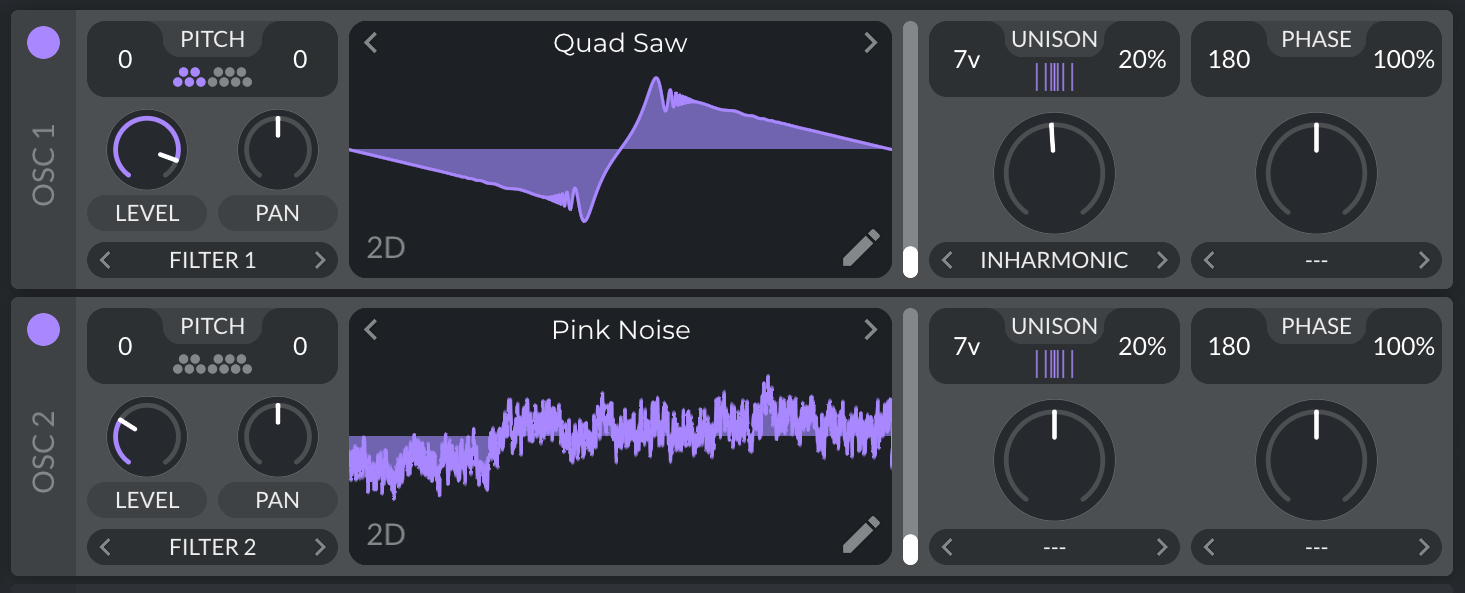 OSC 1
0 PITCH 0
LEVEL PAN
FILTER 1
Quad Saw
2D
7v UNISON 20%
INHARMONIC
180 PHASE 100%
---
OSC 2
0 PITCH 0
LEVEL PAN
FILTER 2
Pink Noise
2D
7v UNISON 20%
---
180 PHASE 100%
---